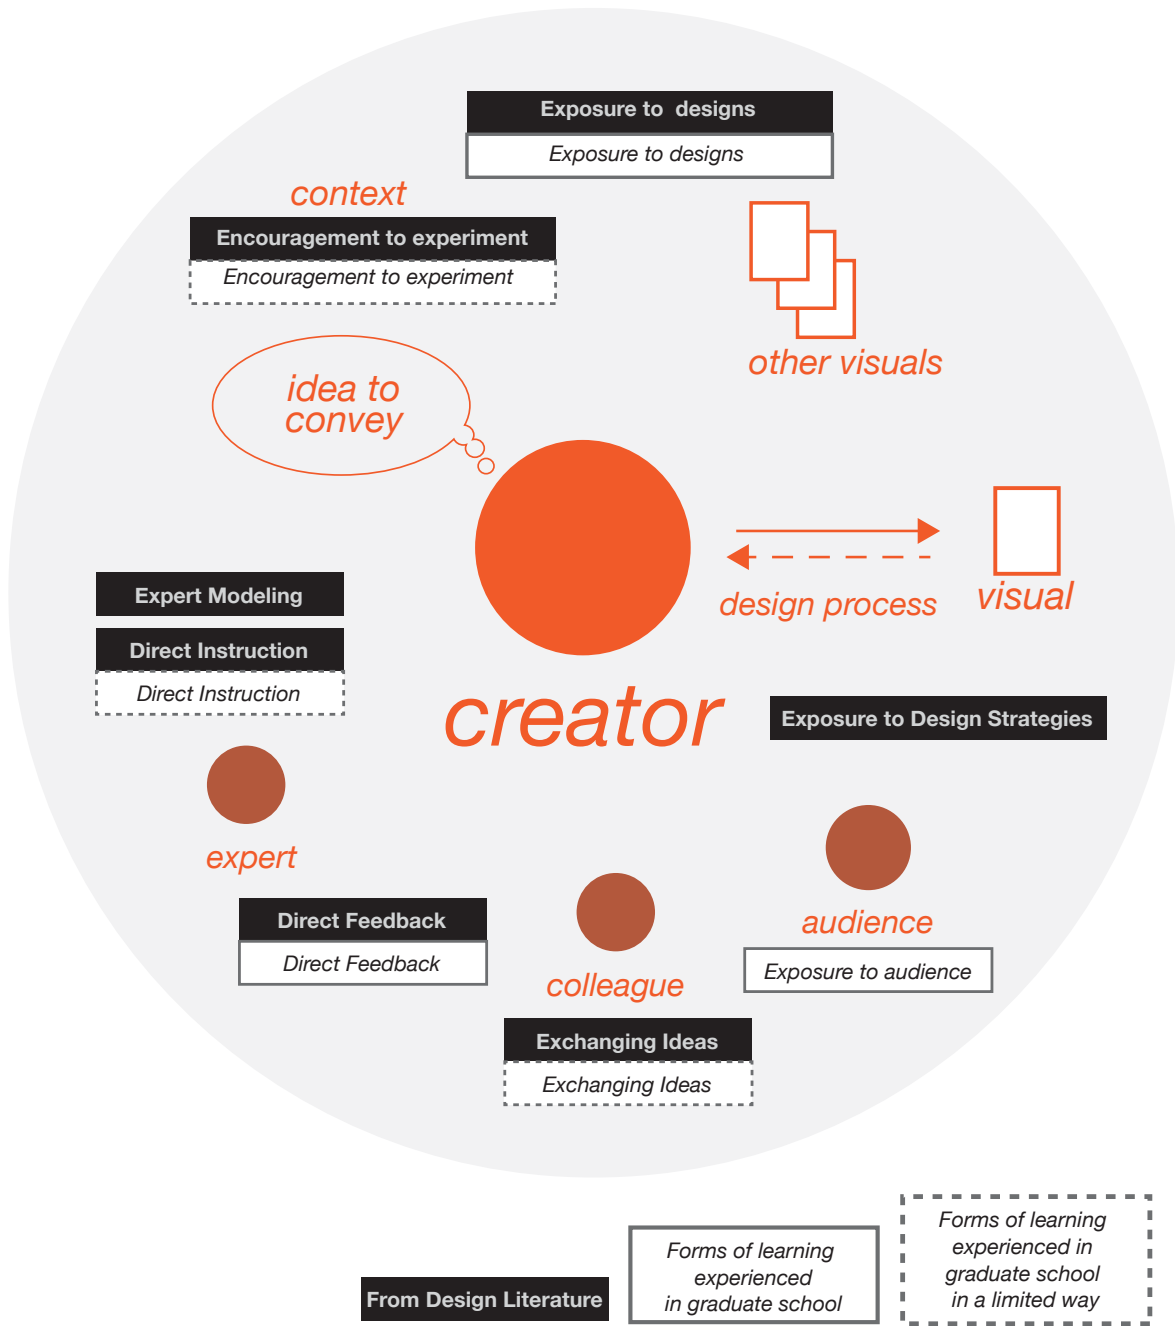 Exposure to designs
Exposure to designs
context
Encouragement to experiment
Encouragement to experiment
other visuals
idea to
convey
design process
visual
Expert Modeling
Direct Instruction
Direct Instruction
creator
Exposure to Design Strategies
expert
audience
Exposure to audience
Direct Feedback
Direct Feedback
colleague
Exchanging Ideas
Exchanging Ideas
From Design Literature
Forms of learning
experienced
in graduate school
Forms of learning
experienced in
graduate school
in a limited way